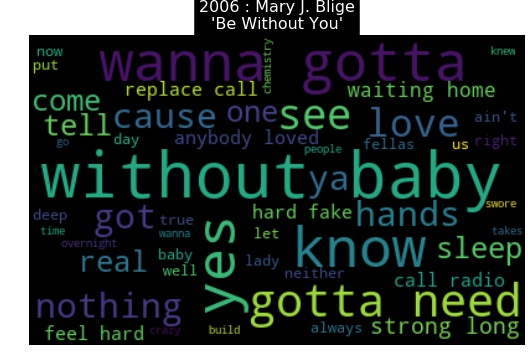 2006 : Mary J. Blige
'Be Without You'
now wanna gotta knew
put chemistry
replace call waiting home
come cause one see love ain't
tell day anybody loved fellas us right
go people
without ya baby
deep got true hard fake hands swore
time wanna let know takes
overnight yes
real baby lady sleep
well neither call radio
nothing gotta need
feel hard crazy build always strong long